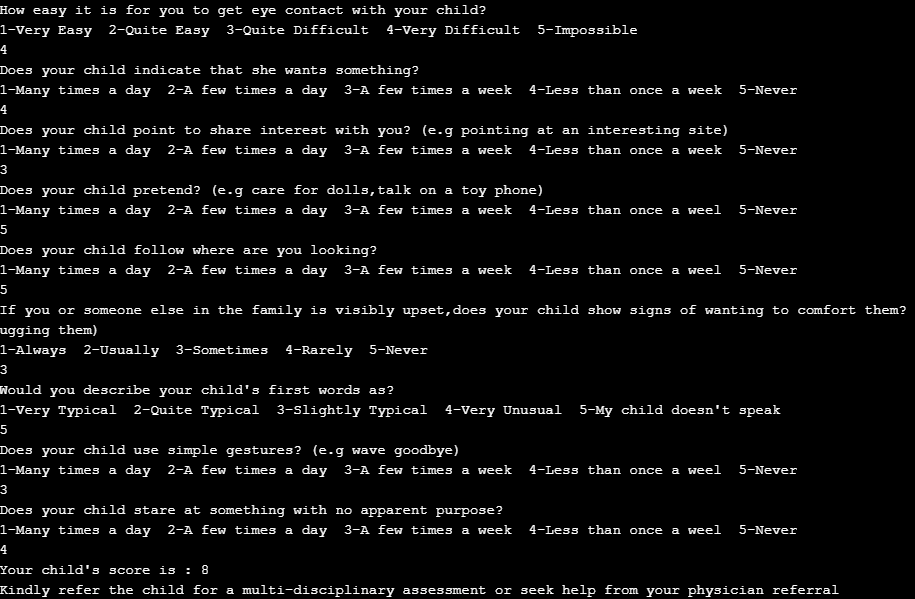 How easy it is for you to get eye contact with your child?
1-Very Easy  2-Quite Easy  3-Quite Difficult  4-Very Difficult  5-Impossible
4
Does your child indicate that she wants something?
1-Many times a day  2-A few times a day  3-A few times a week  4-Less than once a week  5-Never
4
Does your child point to share interest with you? (e.g pointing at an interesting site)
1-Many times a day  2-A few times a day  3-A few times a week  4-Less than once a week  5-Never
3
Does your child pretend? (e.g care for dolls,talk on a toy phone)
1-Many times a day  2-A few times a day  3-A few times a week  4-Less than once a weel  5-Never
5
Does your child follow where are you looking?
1-Many times a day  2-A few times a day  3-A few times a week  4-Less than once a weel  5-Never
5
If you or someone else in the family is visibly upset,does your child show signs of wanting to comfort them?
ugging them)
1-Always  2-Usually  3-Sometimes  4-Rarely  5-Never
3
Would you describe your child's first words as?
1-Very Typical  2-Quite Typical  3-Slightly Typical  4-Very Unusual  5-My child doesn't speak
5
Does your child use simple gestures? (e.g wave goodbye)
1-Many times a day  2-A few times a day  3-A few times a week  4-Less than once a weel  5-Never
3
Does your child stare at something with no apparent purpose?
1-Many times a day  2-A few times a day  3-A few times a week  4-Less than once a weel  5-Never
4
Your child's score is : 8
Kindly refer the child for a multi-disciplinary assessment or seek help from your physician referral